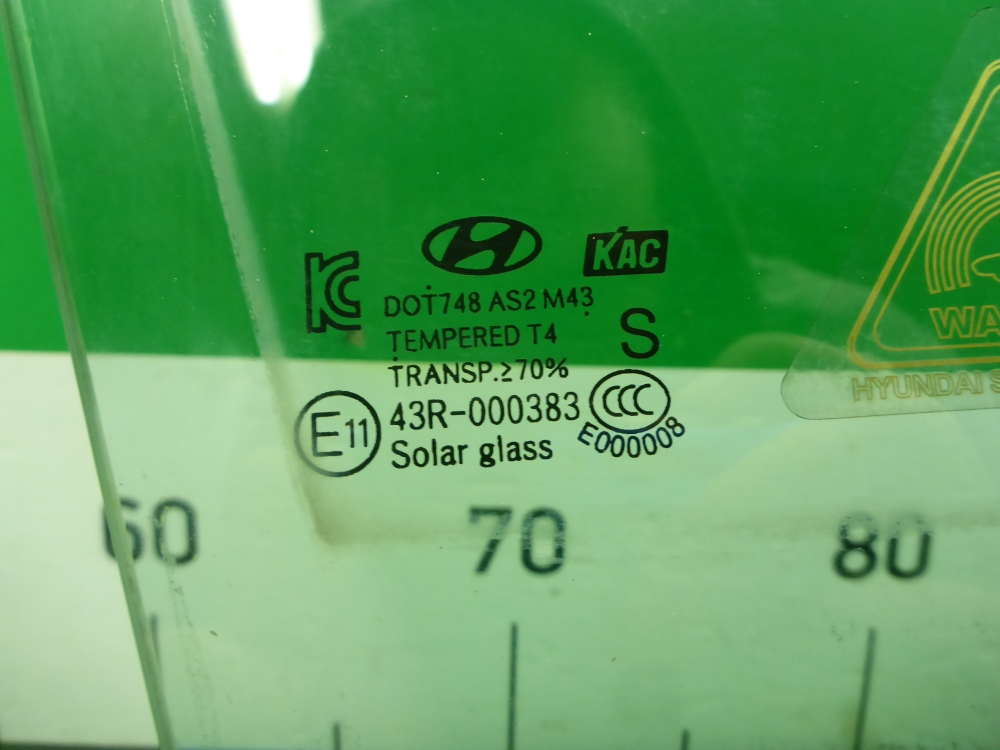 KC
KAC
DOT748 AS2 M43
TEMPERED T4
S
TRANSP.≥70%
E11
43R-000383
CCC
Solar glass
E000008
WA
HYUNDAI S
60 70 80